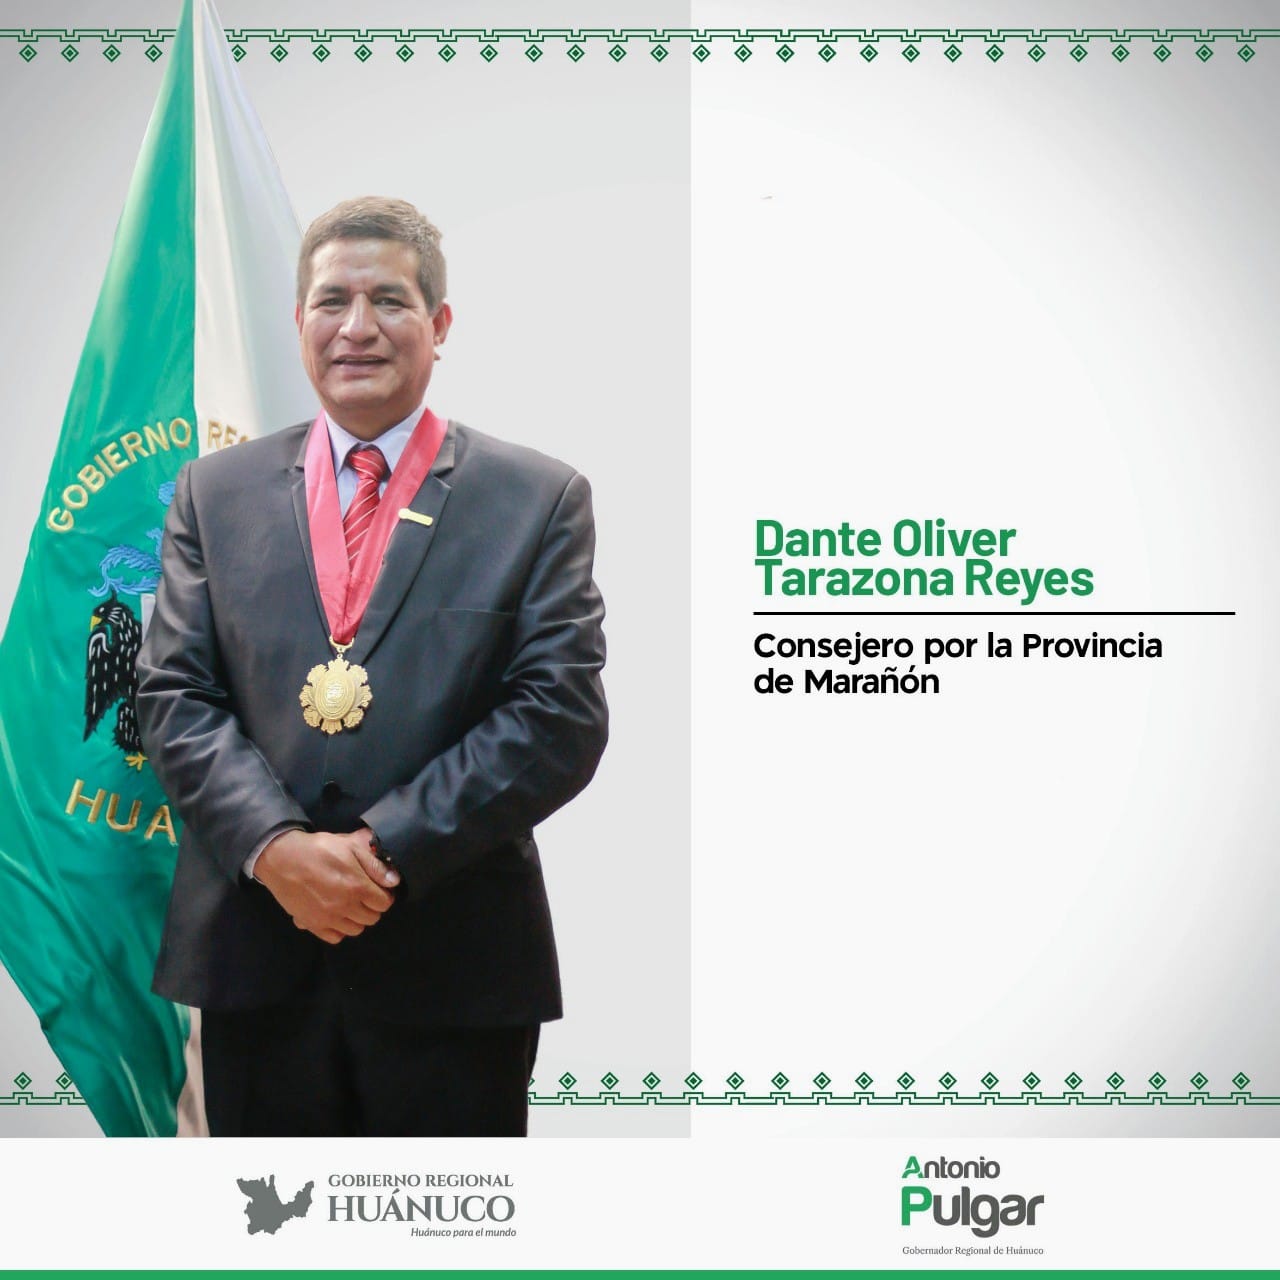 GOBIERNO RE
HUÁ
Dante Oliver
Tarazona Reyes
Consejero por la Provincia
de Marañón
GOBIERNO REGIONAL
HUÁNUCO
Huánuco para el mundo
Antonio
Pulgar
Gobernador Regional de Huánuco